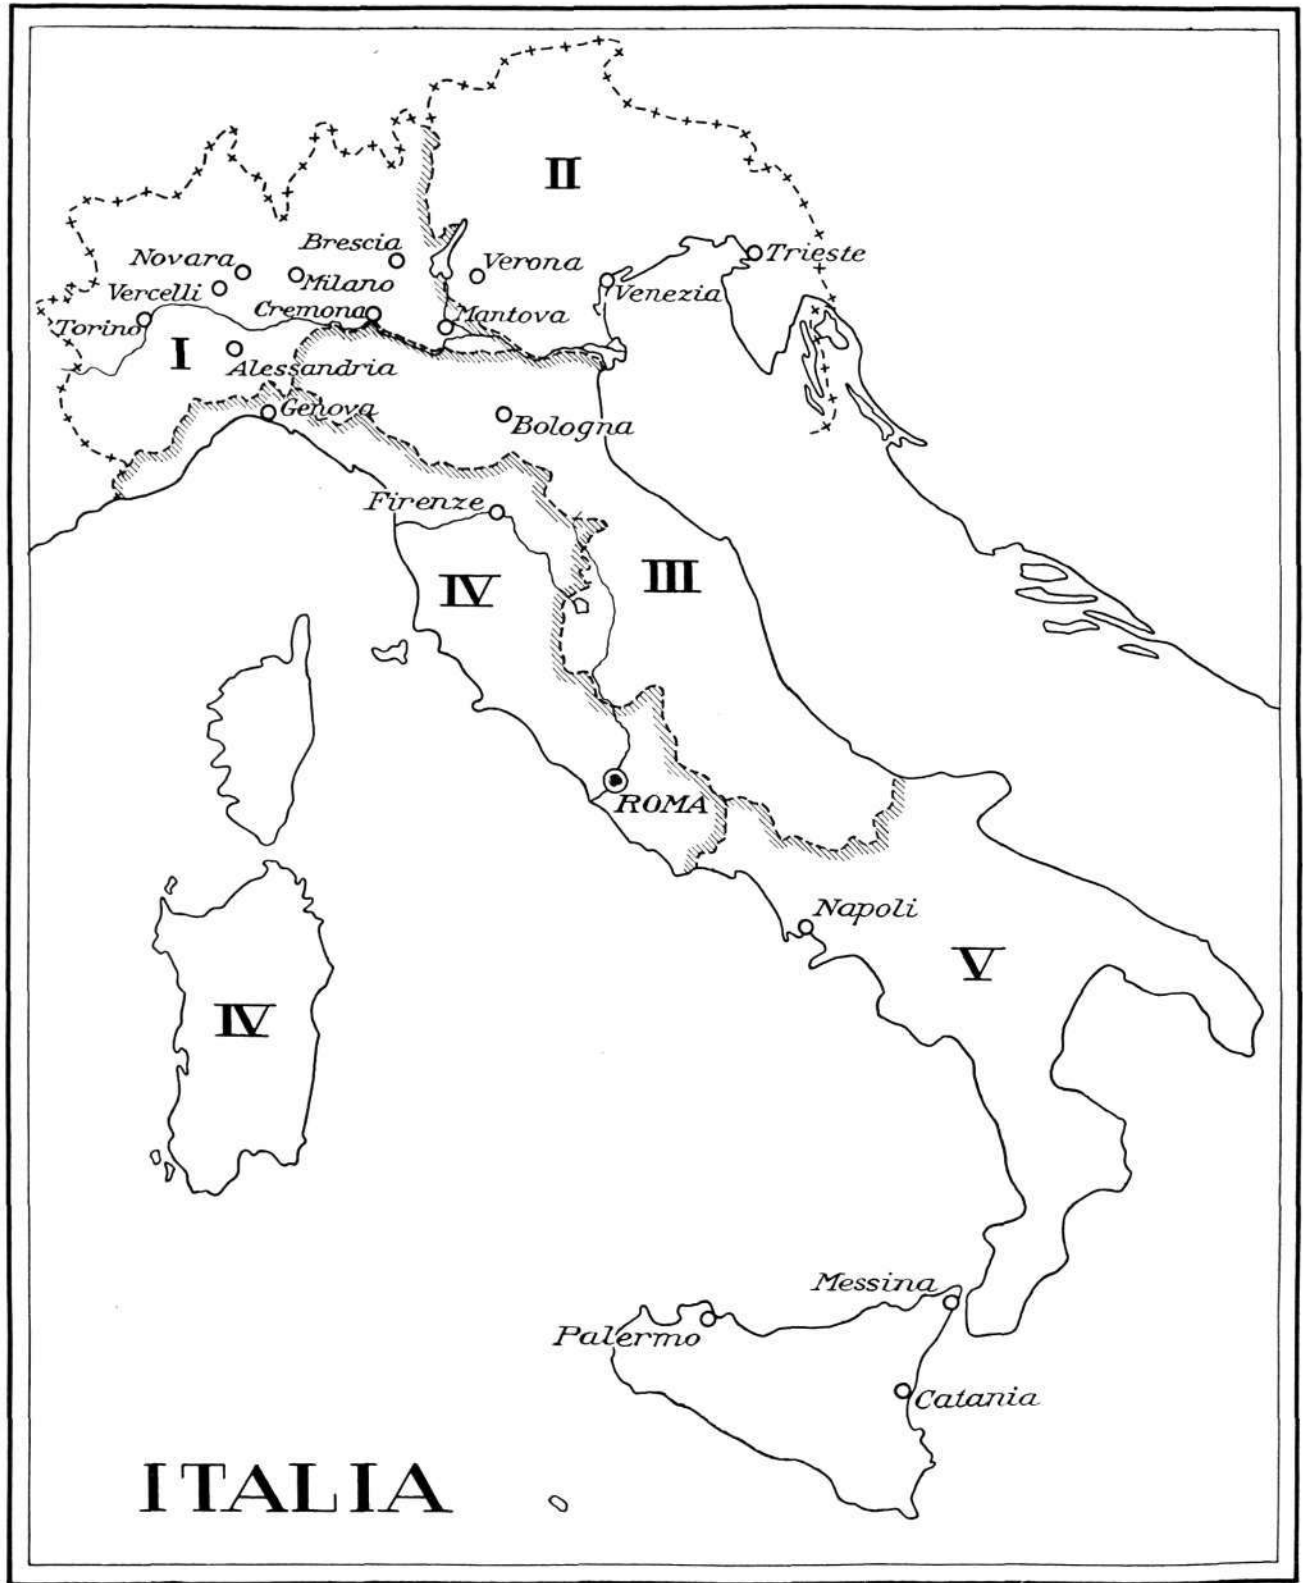 II
Brescia
Novara
Verona
Trieste
Milano
Vercelli
Venezia
Cremona
Mantova
Torino
I
Alessandria
Genova
Bologna
Firenze
IV
III
ROMA
Napoli
V
IV
Messina
Palermo
Catania
ITALIA